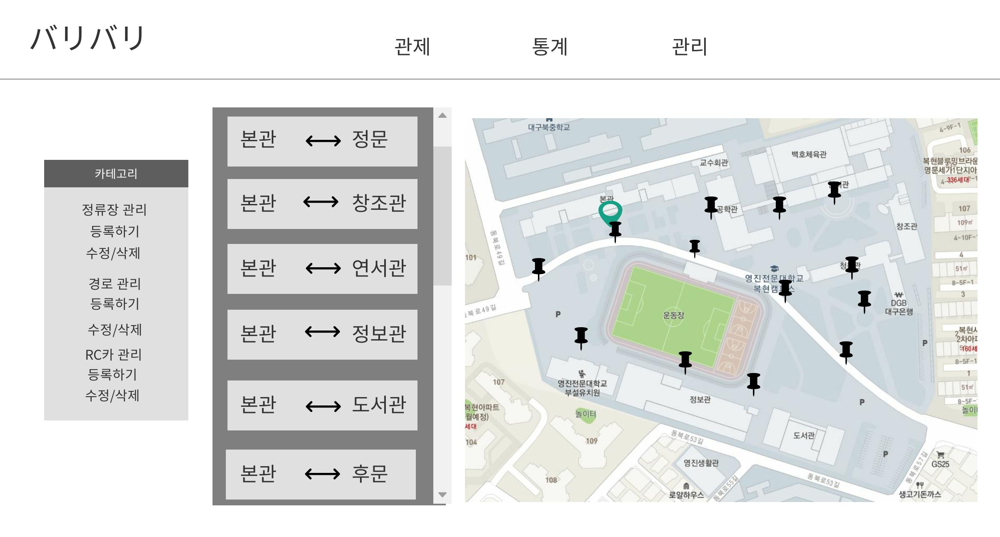 バリバリ
관제
통계
관리
카테고리
정류장 관리
등록하기
수정/삭제
경로 관리
등록하기
수정/삭제
RC카 관리
등록하기
수정/삭제
본관 정문
본관 창조관
본관 연서관
본관 정보관
본관 도서관
본관 후문
대구북중학교
4-9F-1
백호체육관
교수회관
106
복현블루밍브라운
명문세가1단지아
336세대
본관
공학관
107
109㎡
창조관
4-10F-1
동북로49길
101
4
51㎡
영진전문대학교
복현캠
8-5F-1
3
DGB
대구은행
북로49길
P
운동장
P
2차아파
160세
8-5F-1
1
107
영진전문대학교
부설유치원
51㎡
정보관
P
8-5F-
복현아파트
월예정)
세대
놀이터
놀이
104
109
동북로53길
도서관
P
영진생활관
GS25
동북로57길
108
동북로53길
동북로55길
로얄하우스
생고기돈까스